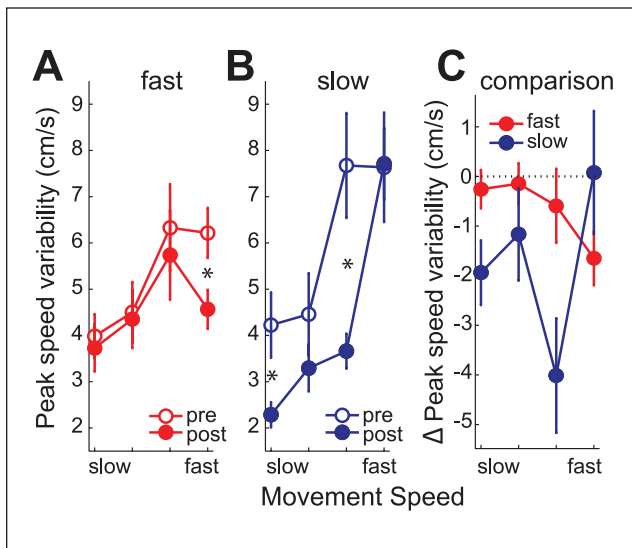 A
fast
Peak speed variability (cm/s)
9
8
7
6
5
4
3
2
*
pre
post
slow
fast
B
slow
9
8
7
6
5
4
3
2
*
*
pre
post
slow
fast
C
comparison
Δ Peak speed variability (cm/s)
fast
slow
1
0
-1
-2
-3
-4
-5
slow
fast
Movement Speed